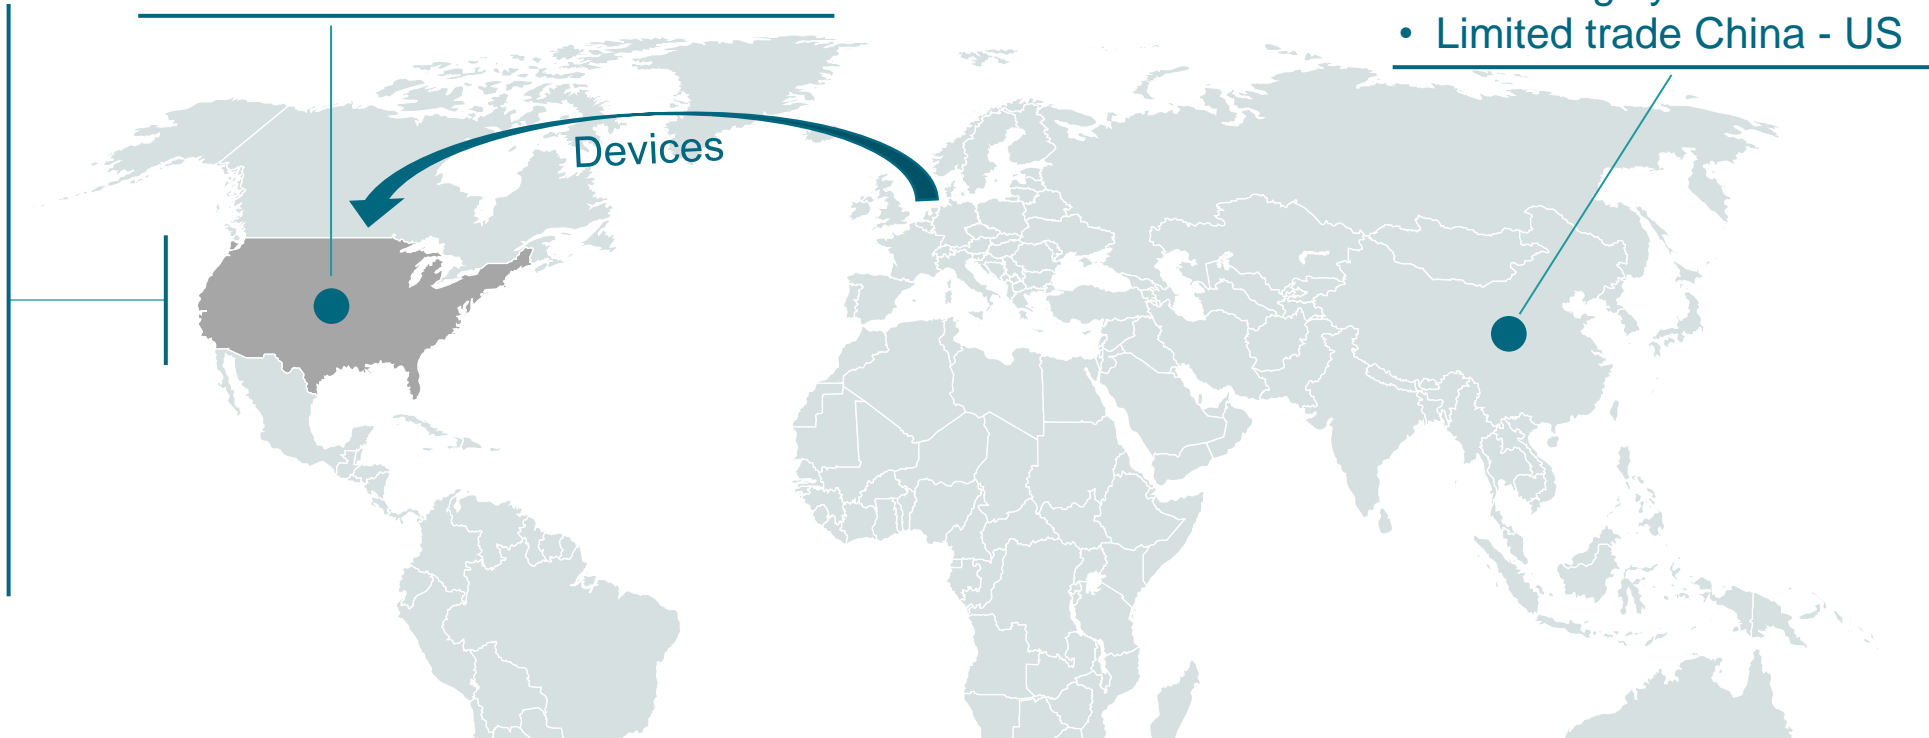 • Limited trade China - US
Devices